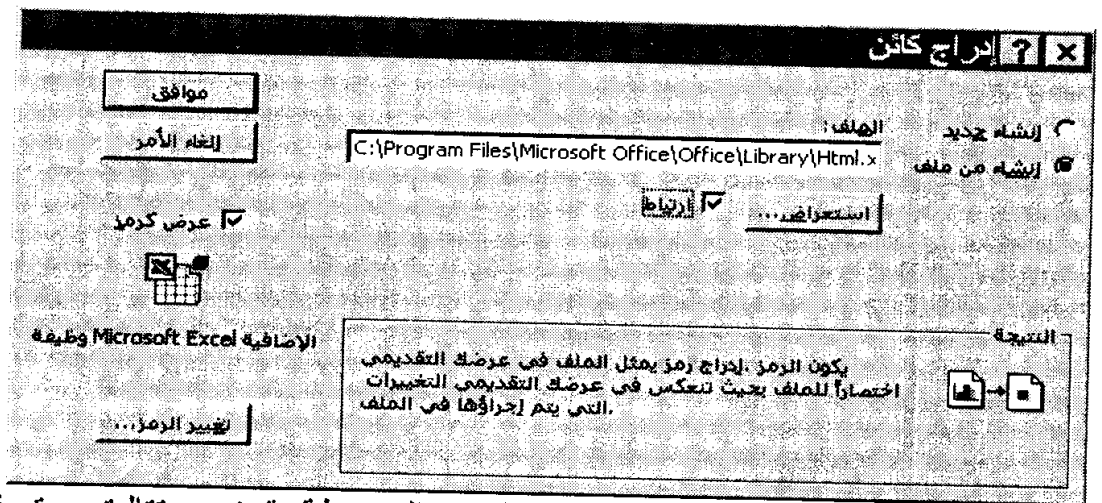 إدراج كائن
موافق
إلغاء الأمر
إنشاء جديد
إنشاء من ملف
الملف:
C:\Program Files\Microsoft Office\Office\Library\Html.x
استعراض...
ارتباط
عرض كرمز
الإضافية Microsoft Excel وظيفة
تغيير الرمز...
النتيجة
يكون الرمز .إدراج رمز يمثل الملف في عرضك التقديمي
اختصاراً للملف بحيث تنعكس في عرضك التقديمي التغييرات
.التي يتم إجراؤها في الملف